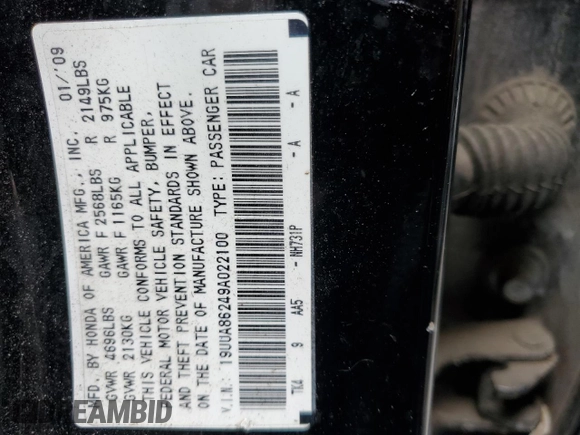 MFD. BY HONDA OF AMERICA MFG., INC. 01/'09
GVWR 4696LBS GAWR F 2568LBS R 2149LBS
GVWR 2130KG GAWR F 1165KG R 975KG
THIS VEHICLE CONFORMS TO ALL APPLICABLE
FEDERAL MOTOR VEHICLE SAFETY, BUMPER,
AND THEFT PREVENTION STANDARDS IN EFFECT
ON THE DATE OF MANUFACTURE SHOWN ABOVE.
V.I.N.: 19UUA86249A022100 TYPE: PASSENGER CAR
TK4 9 AA5 - NH731P - A - A
DREAMBID